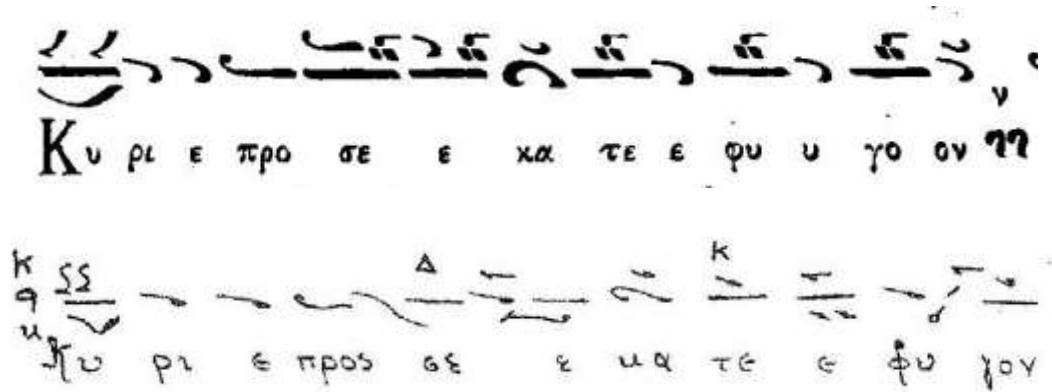 Κυ ρι ε προ σε ε κα τε ε φυ υ γο ον
Δ Κ
Κυ ρι ε προς σε ε κα τε ε φυ γον